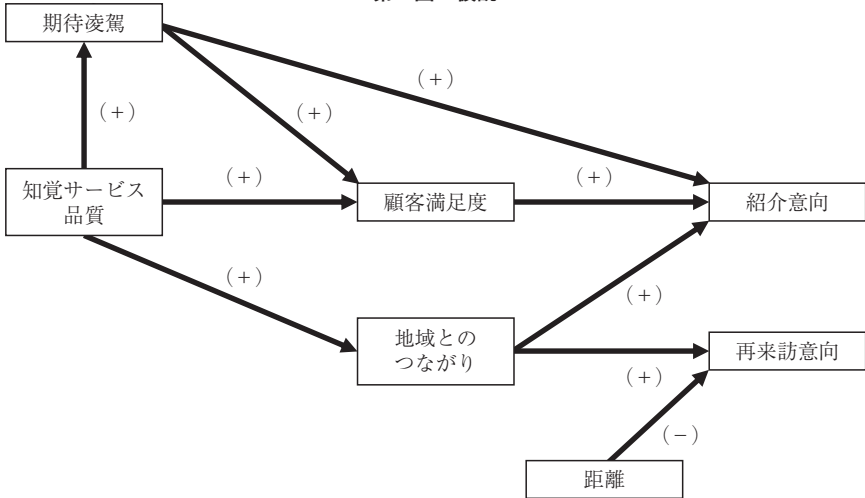 期待凌駕
(+)
(+)
(+)
知覚サービス
品質
(+)
顧客満足度
(+)
紹介意向
(+)
(+)
地域との
つながり
再来訪意向
(+)
(-)
距離